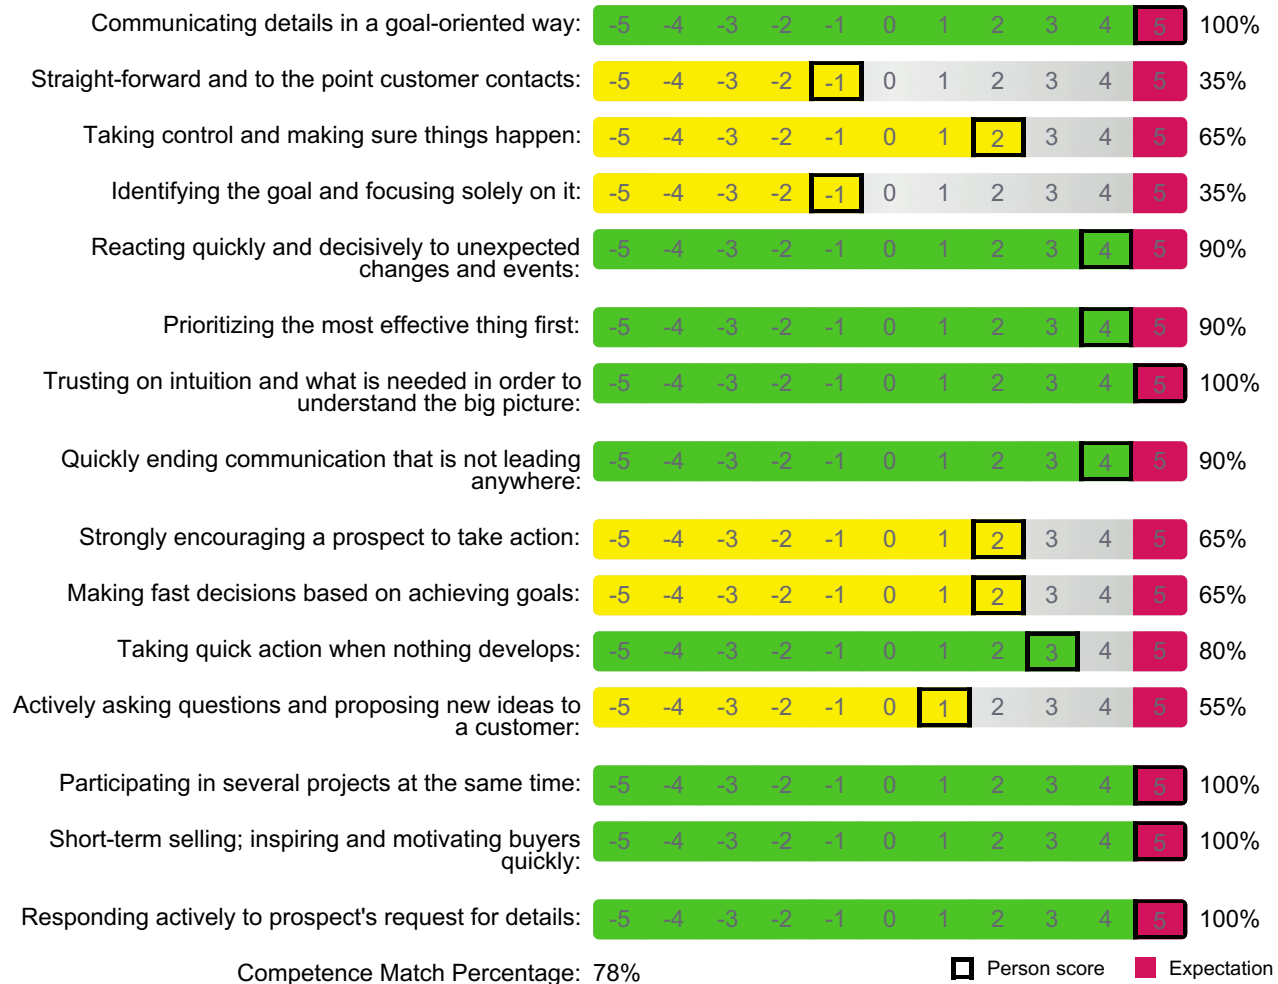 Communicating details in a goal-oriented way: -5 -4 -3 -2 -1 0 1 2 3 4 5 100%
Straight-forward and to the point customer contacts: -5 -4 -3 -2 -1 0 1 2 3 4 5 35%
Taking control and making sure things happen: -5 -4 -3 -2 -1 0 1 2 3 4 5 65%
Identifying the goal and focusing solely on it: -5 -4 -3 -2 -1 0 1 2 3 4 5 35%
Reacting quickly and decisively to unexpected
changes and events: -5 -4 -3 -2 -1 0 1 2 3 4 5 90%
Prioritizing the most effective thing first: -5 -4 -3 -2 -1 0 1 2 3 4 5 90%
Trusting on intuition and what is needed in order to
understand the big picture: -5 -4 -3 -2 -1 0 1 2 3 4 5 100%
Quickly ending communication that is not leading
anywhere: -5 -4 -3 -2 -1 0 1 2 3 4 5 90%
Strongly encouraging a prospect to take action: -5 -4 -3 -2 -1 0 1 2 3 4 5 65%
Making fast decisions based on achieving goals: -5 -4 -3 -2 -1 0 1 2 3 4 5 65%
Taking quick action when nothing develops: -5 -4 -3 -2 -1 0 1 2 3 4 5 80%
Actively asking questions and proposing new ideas to
a customer: -5 -4 -3 -2 -1 0 1 2 3 4 5 55%
Participating in several projects at the same time: -5 -4 -3 -2 -1 0 1 2 3 4 5 100%
Short-term selling; inspiring and motivating buyers
quickly: -5 -4 -3 -2 -1 0 1 2 3 4 5 100%
Responding actively to prospect's request for details: -5 -4 -3 -2 -1 0 1 2 3 4 5 100%
Competence Match Percentage: 78% Person score Expectation